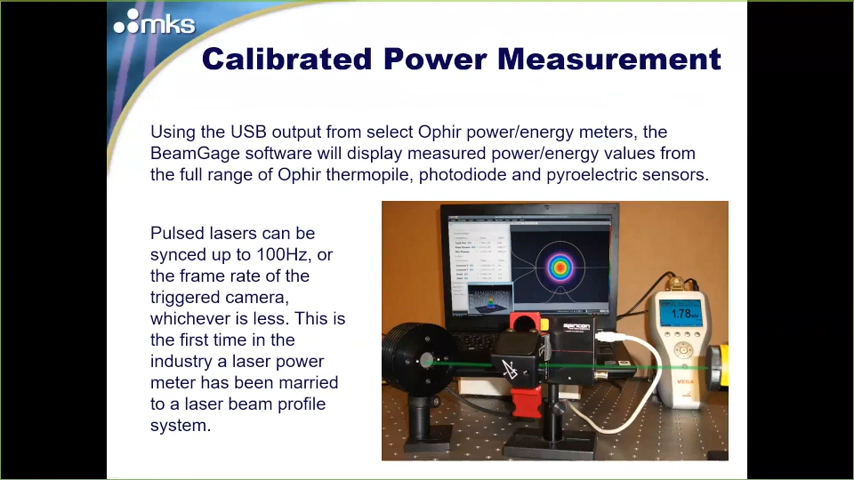 mks
Calibrated Power Measurement
Using the USB output from select Ophir power/energy meters, the
BeamGage software will display measured power/energy values from
the full range of Ophir thermopile, photodiode and pyroelectric sensors.
Pulsed lasers can be
synced up to 100Hz, or
the frame rate of the
triggered camera,
whichever is less. This is
the first time in the
industry a laser power
meter has been married
to a laser beam profile
system.
spiricon
1.78
VEGA